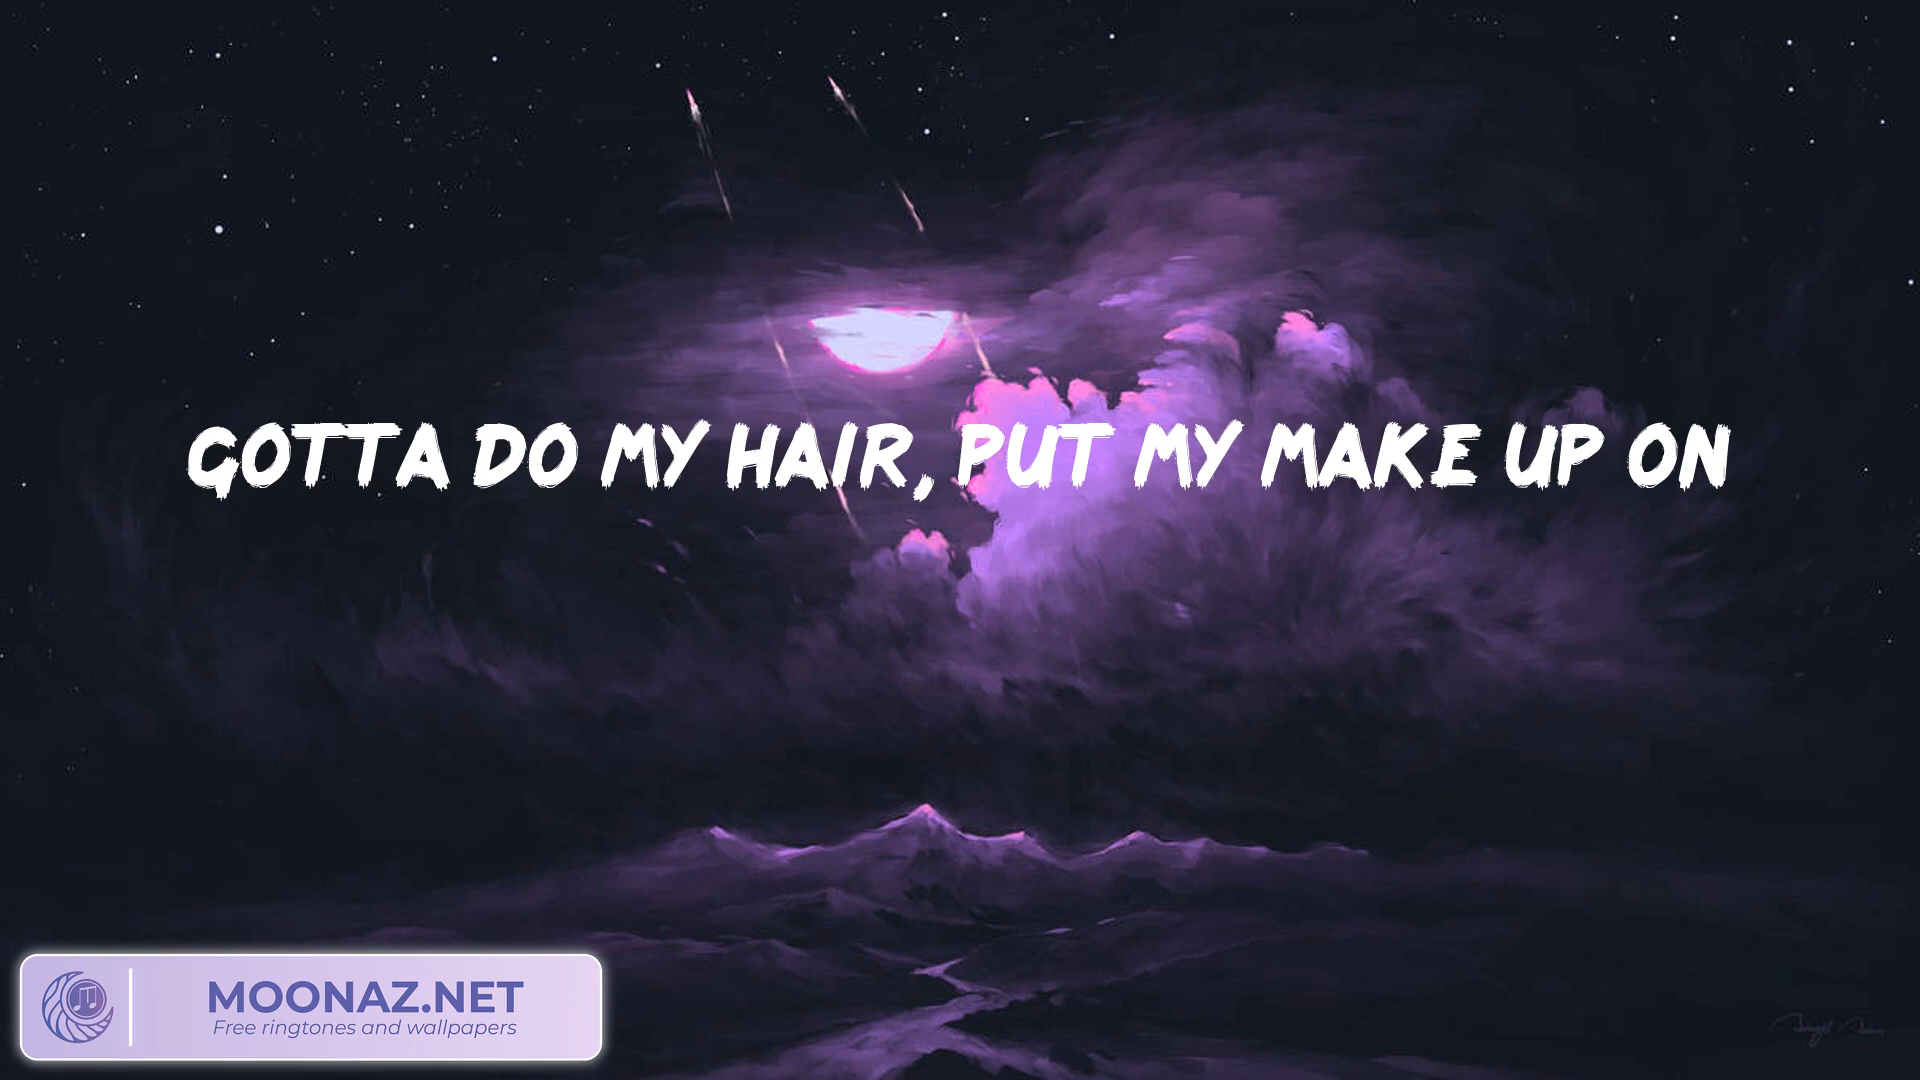 GOTTA DO MY HAIR, PUT MY MAKE UP ON
MOONAZ.NET
Free ringtones and wallpapers